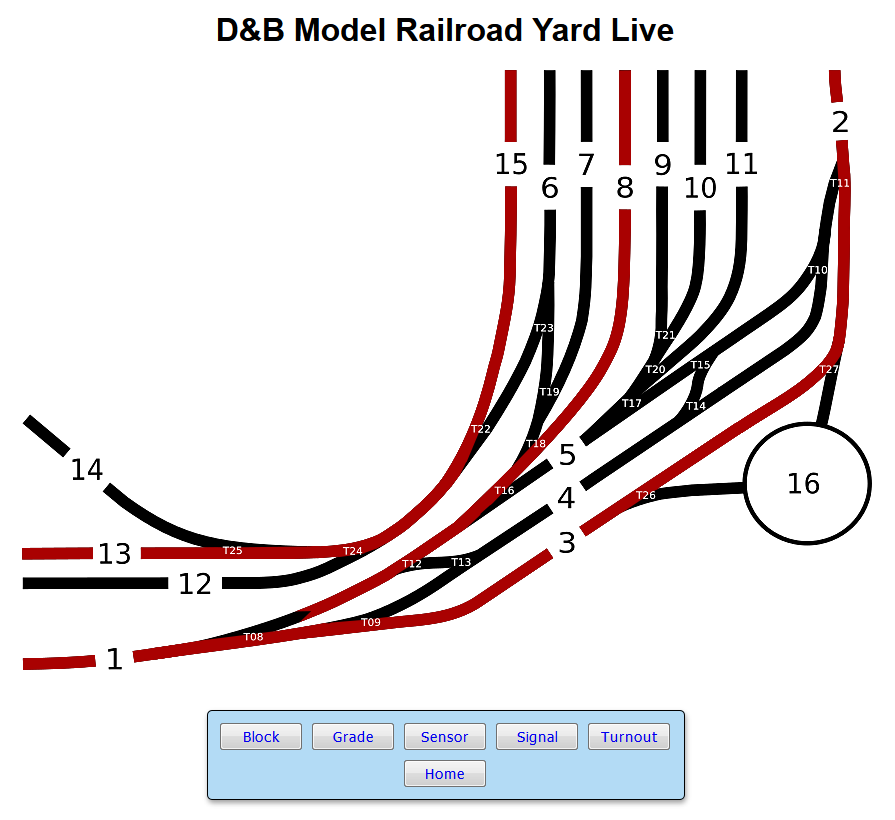 D&B Model Railroad Yard Live
2
15
7
9
11
6
8
10
T11
T10
T23
T21
T15
T20
T27
T19
T17
T14
14
T22
T18
5
T16
4
T26
16
3
13
T25
T24
T12
T13
12
T09
T08
1
Block
Grade
Sensor
Signal
Turnout
Home